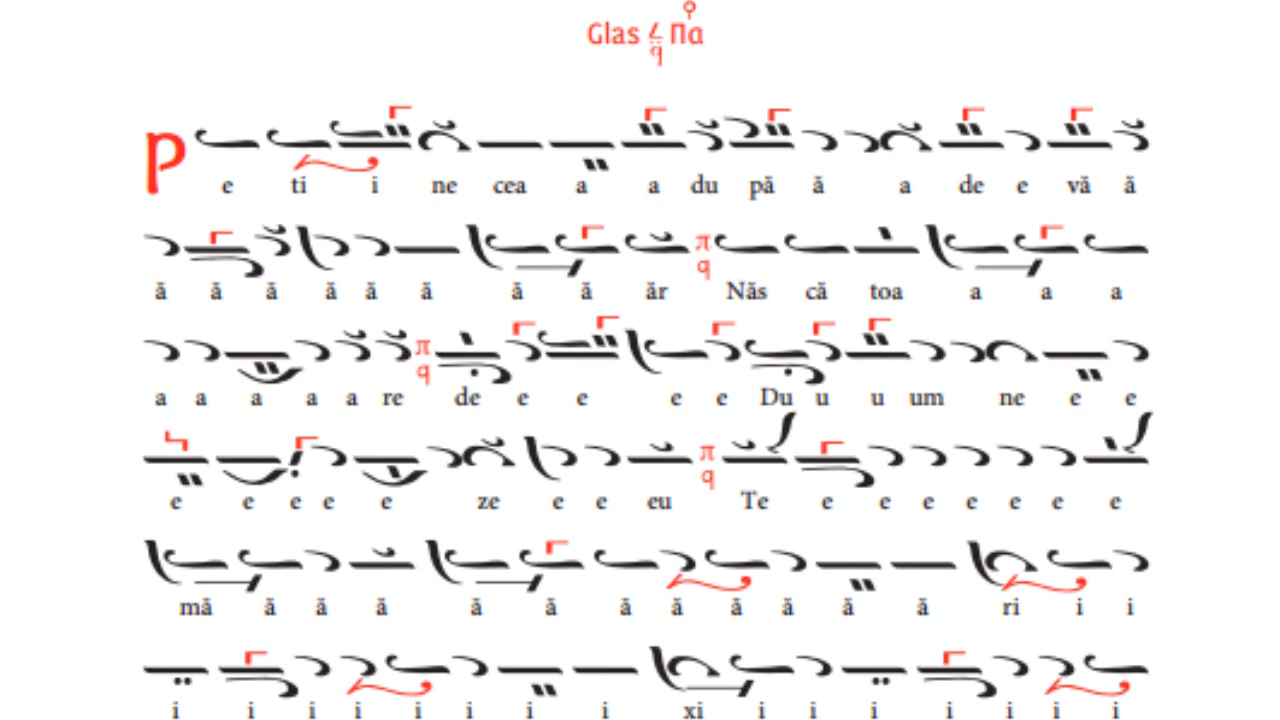 Glas Πα
P e ti i ne cea a a du pă ă a de e vă ă
ă ă ă ă ă ă ă ă ăr π q Năs că toa a a a
a a a a a re π q de e e e e Du u u um ne e e
e e e e e ze e e eu π q Te e e e e e e e
mă ă ă ă ă ă ă ă ă ă ă ă ri i i
i i i i i i i i xi i i i i i i i